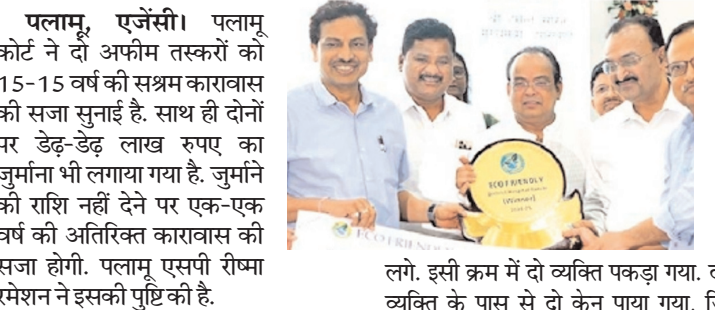 पलामू, एजेंसी। पलामू
कोर्ट ने दो अफीम तस्करों को
15-15 वर्ष की सश्रम कारावास
की सजा सुनाई है. साथ ही दोनों
पर डेढ़-डेढ़ लाख रुपए का
जुर्माना भी लगाया गया है. जुर्माने
की राशि नहीं देने पर एक-एक
वर्ष की अतिरिक्त कारावास की
सजा होगी. पलामू एसपी रीष्मा
रमेशन ने इसकी पुष्टि की है.
ECO FRIENDLY
(Winner)
ECO FRIEN
लगे. इसी क्रम में दो व्यक्ति पकड़ा गया.
व्यक्ति के पास से दो केन पाया गया.